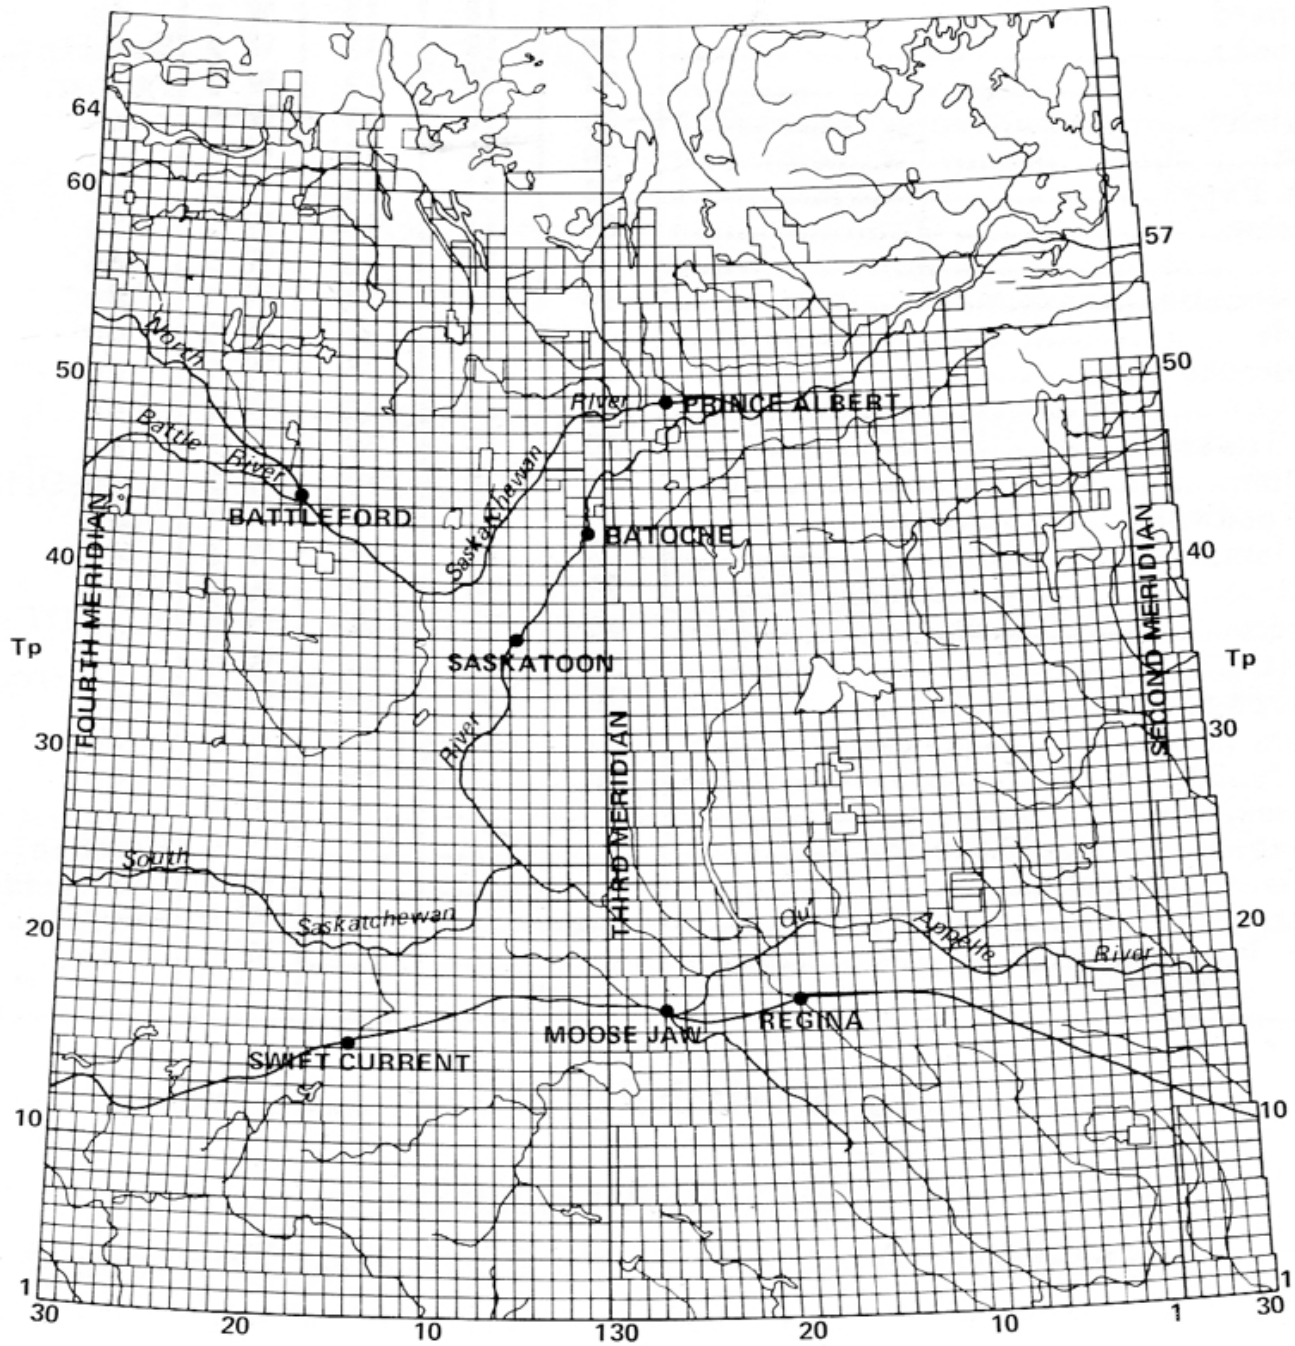 64
60
57
North
50
50
River
PRINCE ALBERT
Battle
River
BATTLEFORD
Saskatchewan
BATOCHE
FOURTH MERIDIAN
SECOND MERIDIAN
40
40
Tp
SASKATOON
Tp
30
River
THIRD MERIDIAN
30
South
Saskatchewan
20
Qu'
Appelle
River
20
MOOSE JAW
REGINA
SWIFT CURRENT
10
10
1
1
30
20
10
130
20
10
1
30